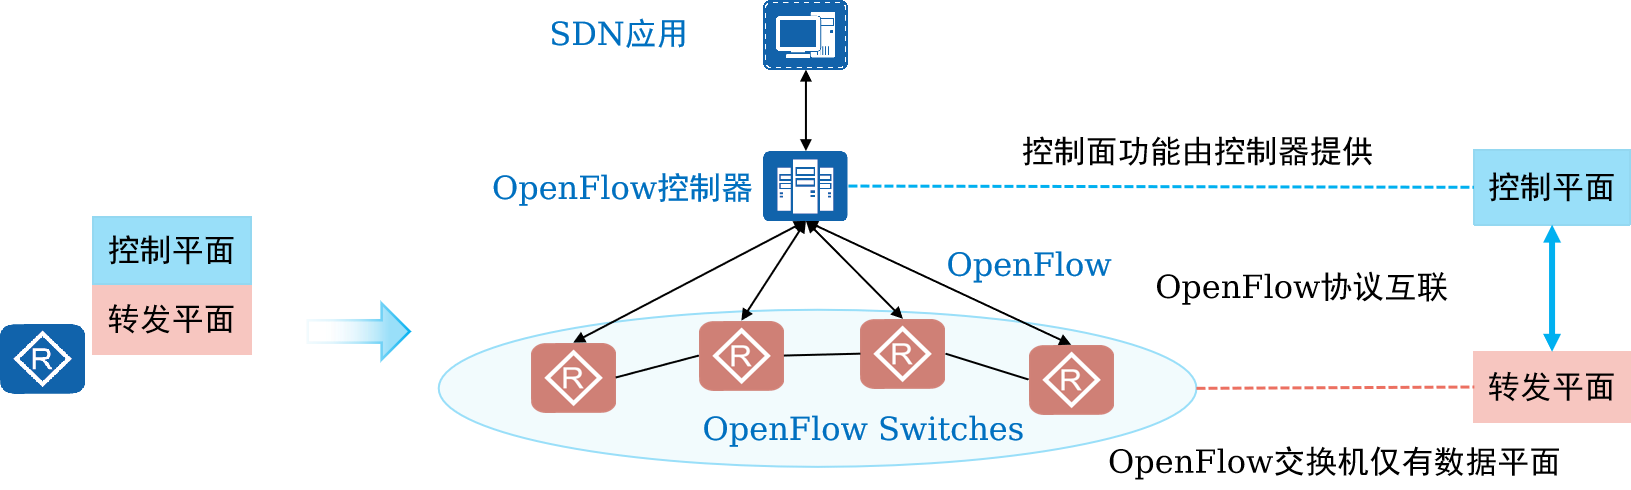 SDN应用
控制面功能由控制器提供
OpenFlow控制器
控制平面
控制平面
转发平面
OpenFlow
OpenFlow协议互联
R
R
R
R
R
转发平面
OpenFlow Switches
OpenFlow交换机仅有数据平面